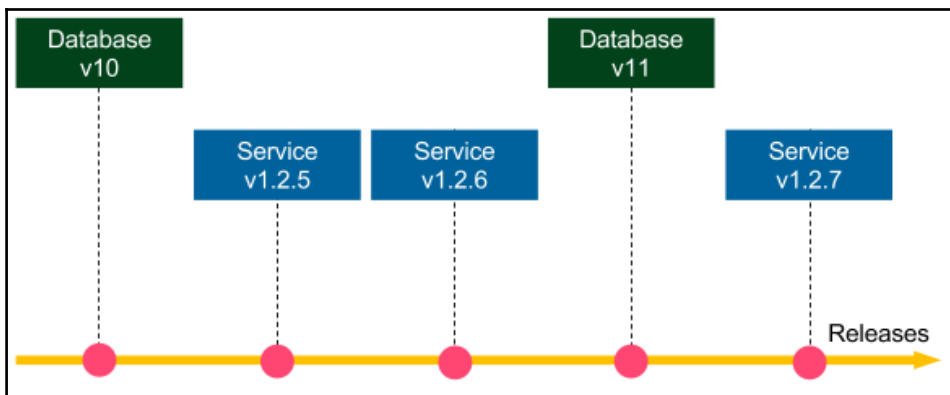 Database
v10
Database
v11
Service
v1.2.5
Service
v1.2.6
Service
v1.2.7
Releases